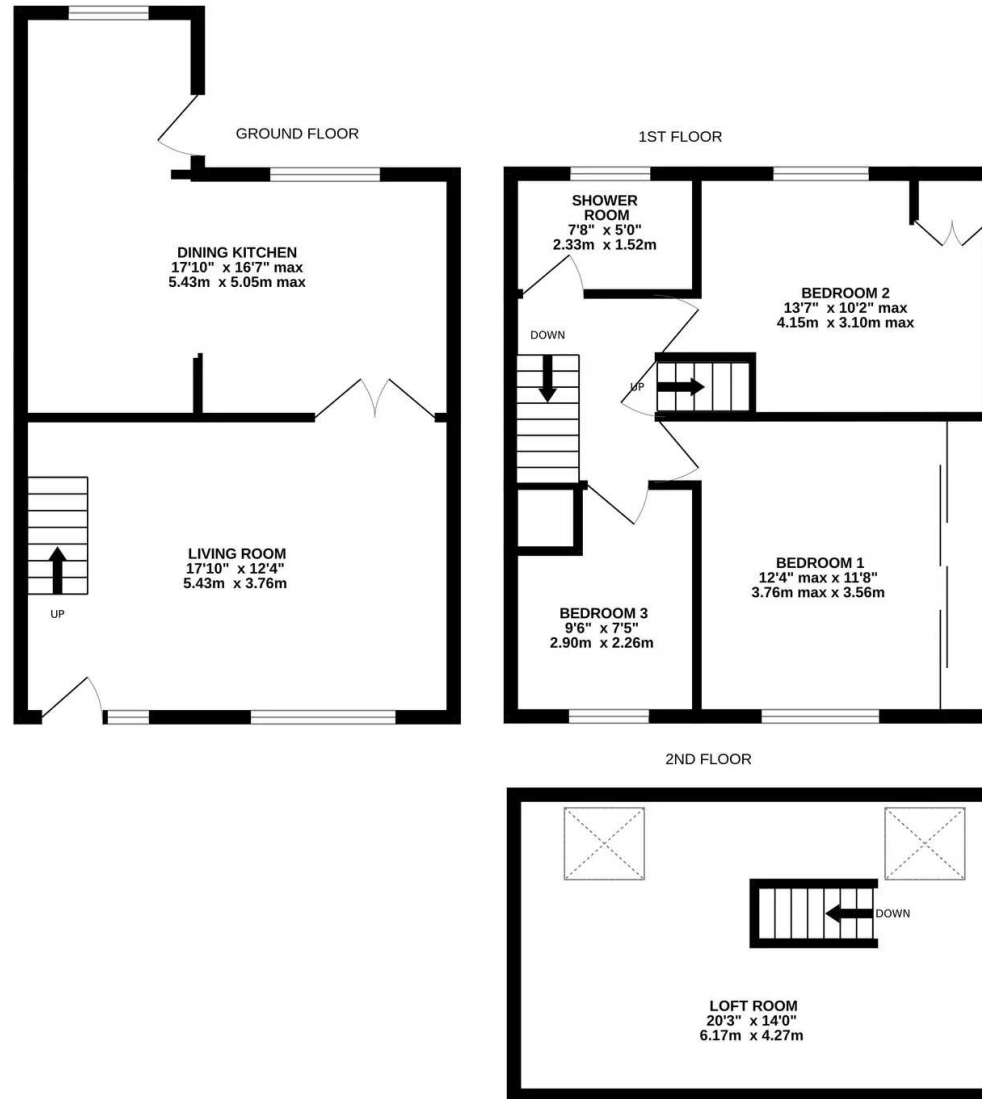 GROUND FLOOR
DINING KITCHEN
17'10" x 16'7" max
5.43m x 5.05m max
LIVING ROOM
17'10" x 12'4"
5.43m x 3.76m
UP
1ST FLOOR
SHOWER
ROOM
7'8" x 5'0"
2.33m x 1.52m
BEDROOM 2
13'7" x 10'2" max
4.15m x 3.10m max
DOWN
UP
BEDROOM 1
12'4" max x 11'8"
3.76m max x 3.56m
BEDROOM 3
9'6" x 7'5"
2.90m x 2.26m
2ND FLOOR
DOWN
LOFT ROOM
20'3" x 14'0"
6.17m x 4.27m